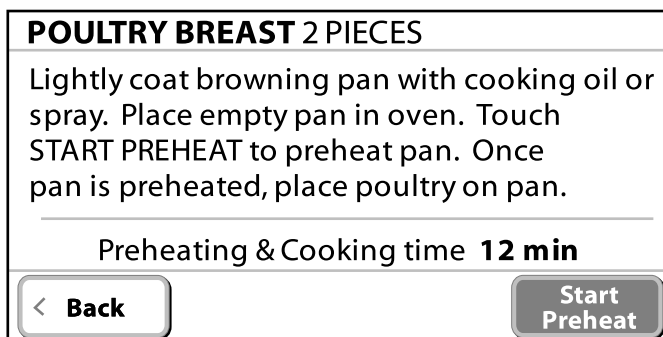 POULTRY BREAST 2 PIECES
Lightly coat browning pan with cooking oil or
spray. Place empty pan in oven. Touch
START PREHEAT to preheat pan. Once
pan is preheated, place poultry on pan.
Preheating & Cooking time 12 min
< Back
Start
Preheat